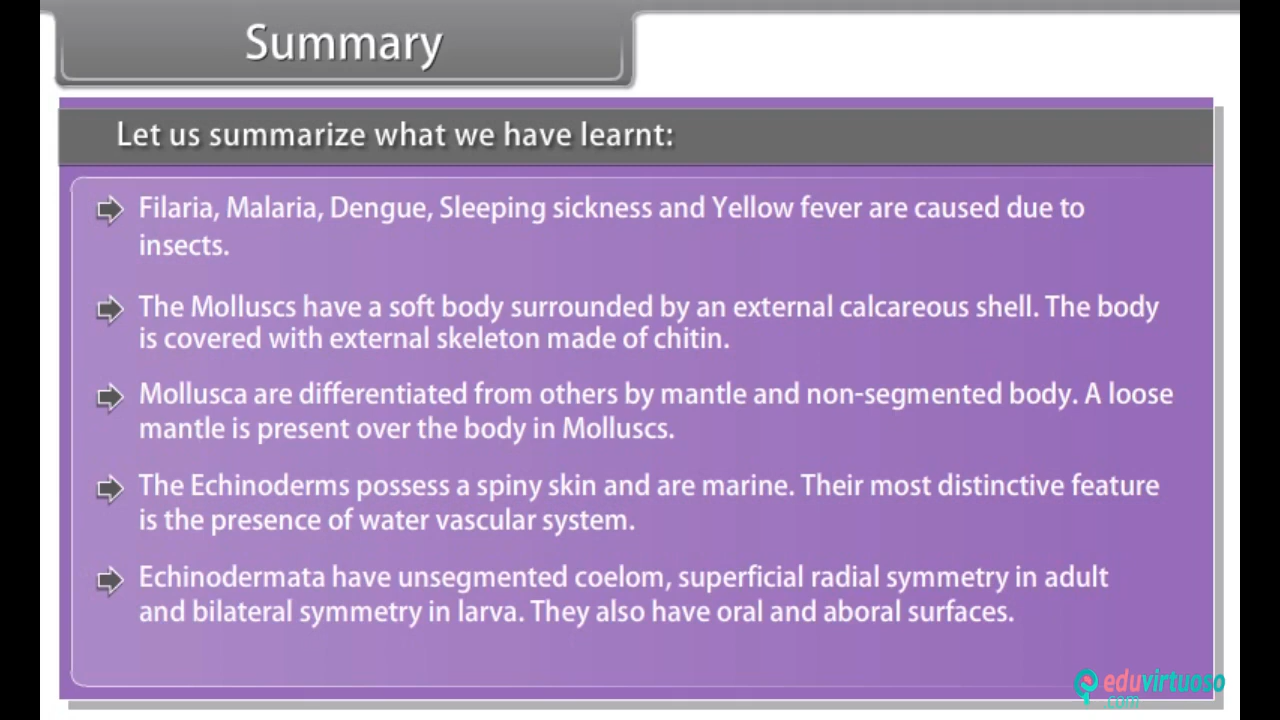 Summary
Let us summarize what we have learnt:
Filaria, Malaria, Dengue, Sleeping sickness and Yellow fever are caused due to
insects.
The Molluscs have a soft body surrounded by an external calcareous shell. The body
is covered with external skeleton made of chitin.
Mollusca are differentiated from others by mantle and non-segmented body. A loose
mantle is present over the body in Molluscs.
The Echinoderms possess a spiny skin and are marine. Their most distinctive feature
is the presence of water vascular system.
Echinodermata have unsegmented coelom, superficial radial symmetry in adult
and bilateral symmetry in larva. They also have oral and aboral surfaces.
eduvirtuoso
.com